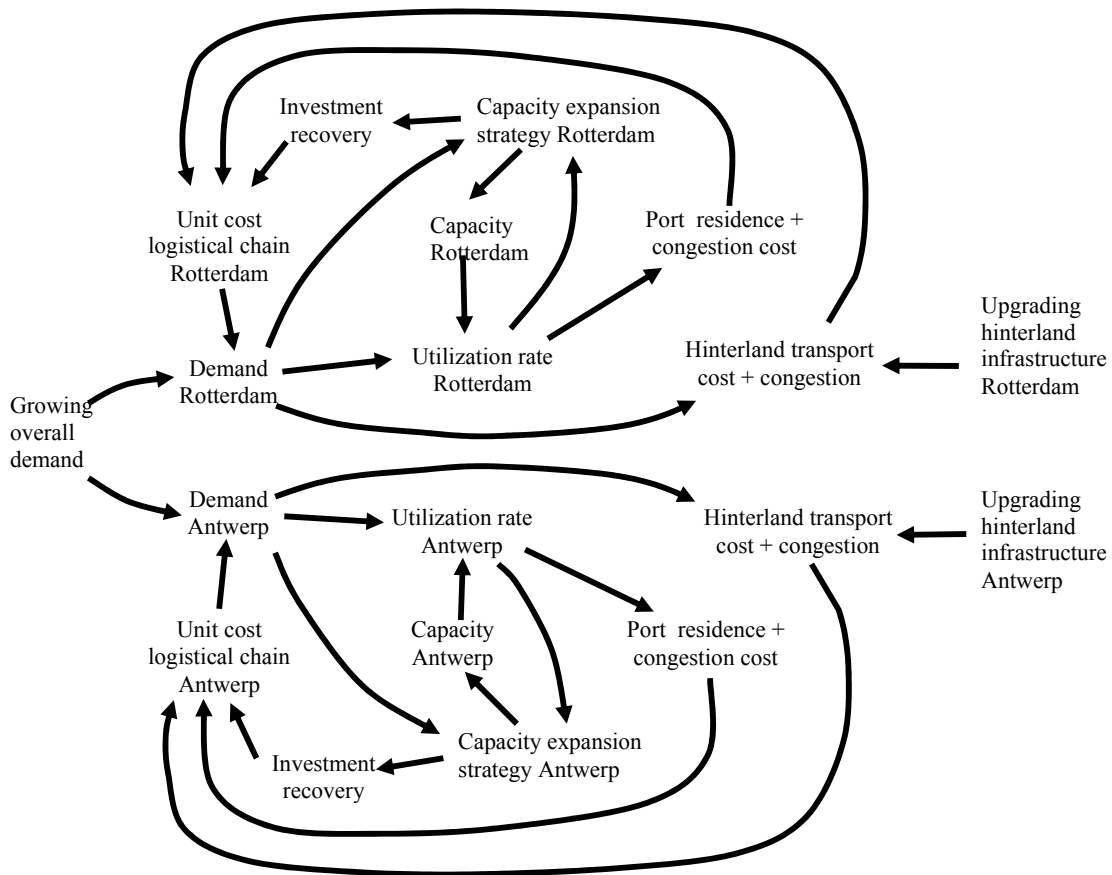 Investment
recovery
Capacity expansion
strategy Rotterdam
Unit cost
logistical chain
Rotterdam
Capacity
Rotterdam
Port residence +
congestion cost
Demand
Rotterdam
Utilization rate
Rotterdam
Hinterland transport
cost + congestion
Upgrading
hinterland
infrastructure
Rotterdam
Growing
overall
demand
Demand
Antwerp
Utilization rate
Antwerp
Hinterland transport
cost + congestion
Upgrading
hinterland
infrastructure
Antwerp
Unit cost
logistical chain
Antwerp
Capacity
Antwerp
Port residence +
congestion cost
Investment
recovery
Capacity expansion
strategy Antwerp